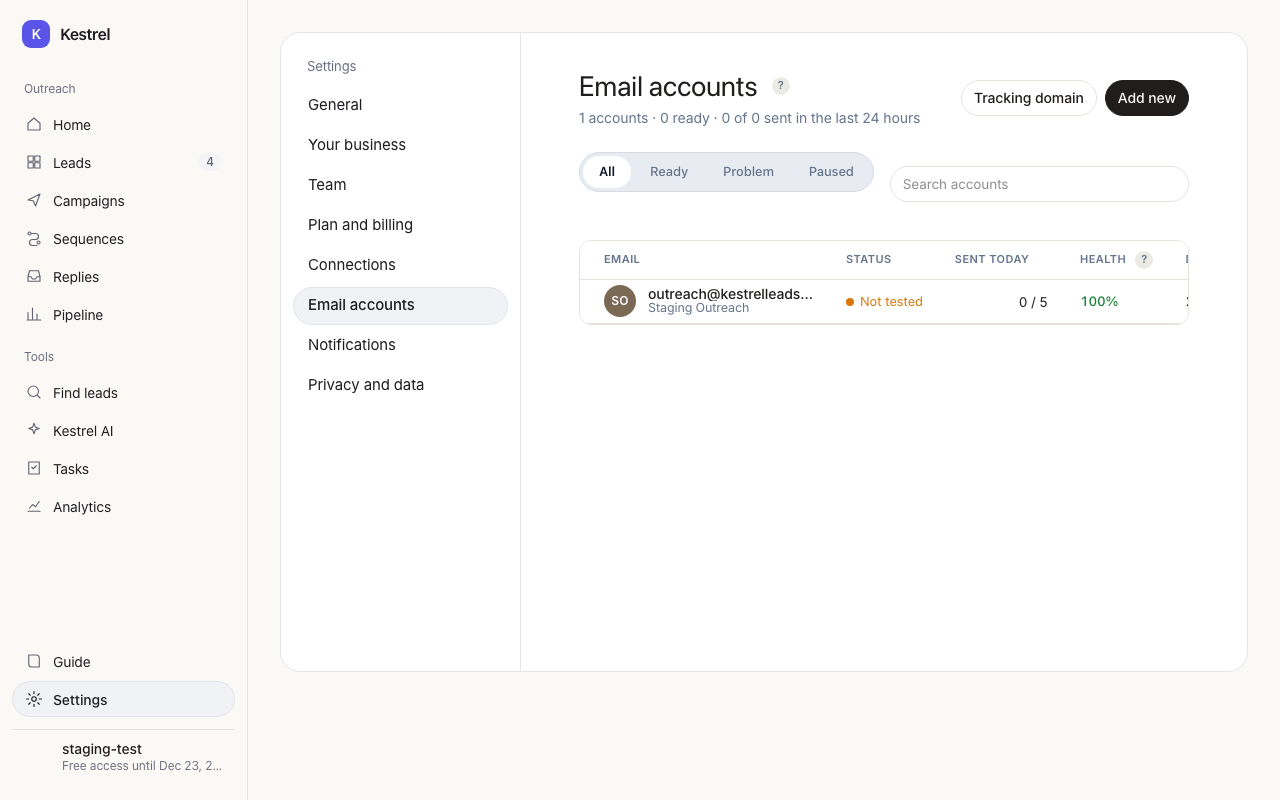 K Kestrel
Outreach
Home
Leads 4
Campaigns
Sequences
Replies
Pipeline
Tools
Find leads
Kestrel AI
Tasks
Analytics
Guide
Settings
staging-test
Free access until Dec 23, 2...
Settings
General
Your business
Team
Plan and billing
Connections
Email accounts
Notifications
Privacy and data
Email accounts ?
1 accounts · 0 ready · 0 of 0 sent in the last 24 hours
Tracking domain Add new
All Ready Problem Paused
Search accounts
EMAIL STATUS SENT TODAY HEALTH ?
SO outreach@kestrelleads... Not tested 0 / 5 100%
Staging Outreach